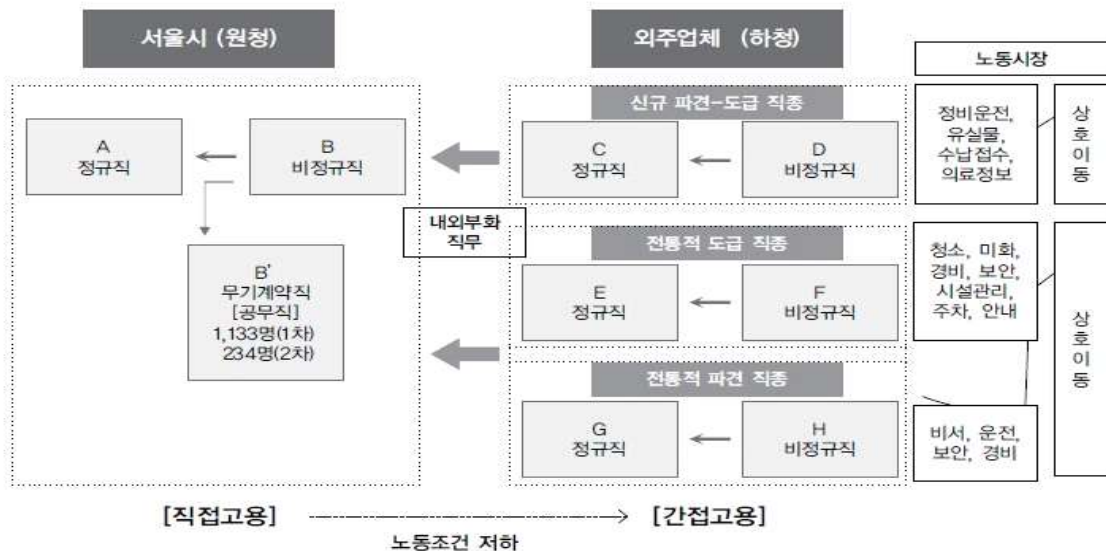 서울시 (원청)
외주업체 (하청)
노동시장
신규 파견-도급 직종
A
정규직
B
비정규직
C
정규직
D
비정규직
정비운전,
유실물,
수납접수,
의료정보
상
호
이
동
내외부화
직무
B'
무기계약직
[공무직]
1,133명(1차)
234명(2차)
전통적 도급 직종
E
정규직
F
비정규직
청소, 미화,
경비, 보안,
시설관리,
주차, 안내
상
호
이
동
전통적 파견 직종
G
정규직
H
비정규직
비서, 운전,
보안, 경비
[직접고용]
[간접고용]
노동조건 저하